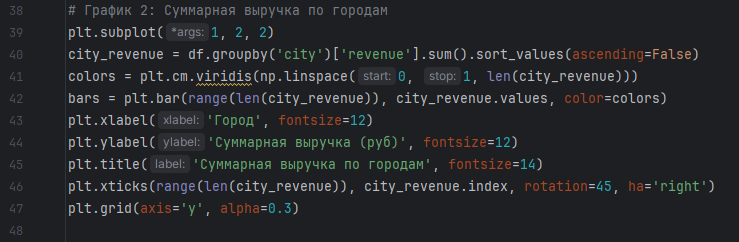 38 # График 2: Суммарная выручка по городам
39 plt.subplot( *args: 1, 2, 2)
40 city_revenue = df.groupby('city')['revenue'].sum().sort_values(ascending=False)
41 colors = plt.cm.viridis(np.linspace( start: 0, stop: 1, len(city_revenue)))
42 bars = plt.bar(range(len(city_revenue)), city_revenue.values, color=colors)
43 plt.xlabel( xlabel: 'Город', fontsize=12)
44 plt.ylabel( ylabel: 'Суммарная выручка (руб)', fontsize=12)
45 plt.title( label: 'Суммарная выручка по городам', fontsize=14)
46 plt.xticks(range(len(city_revenue)), city_revenue.index, rotation=45, ha='right')
47 plt.grid(axis='y', alpha=0.3)
48